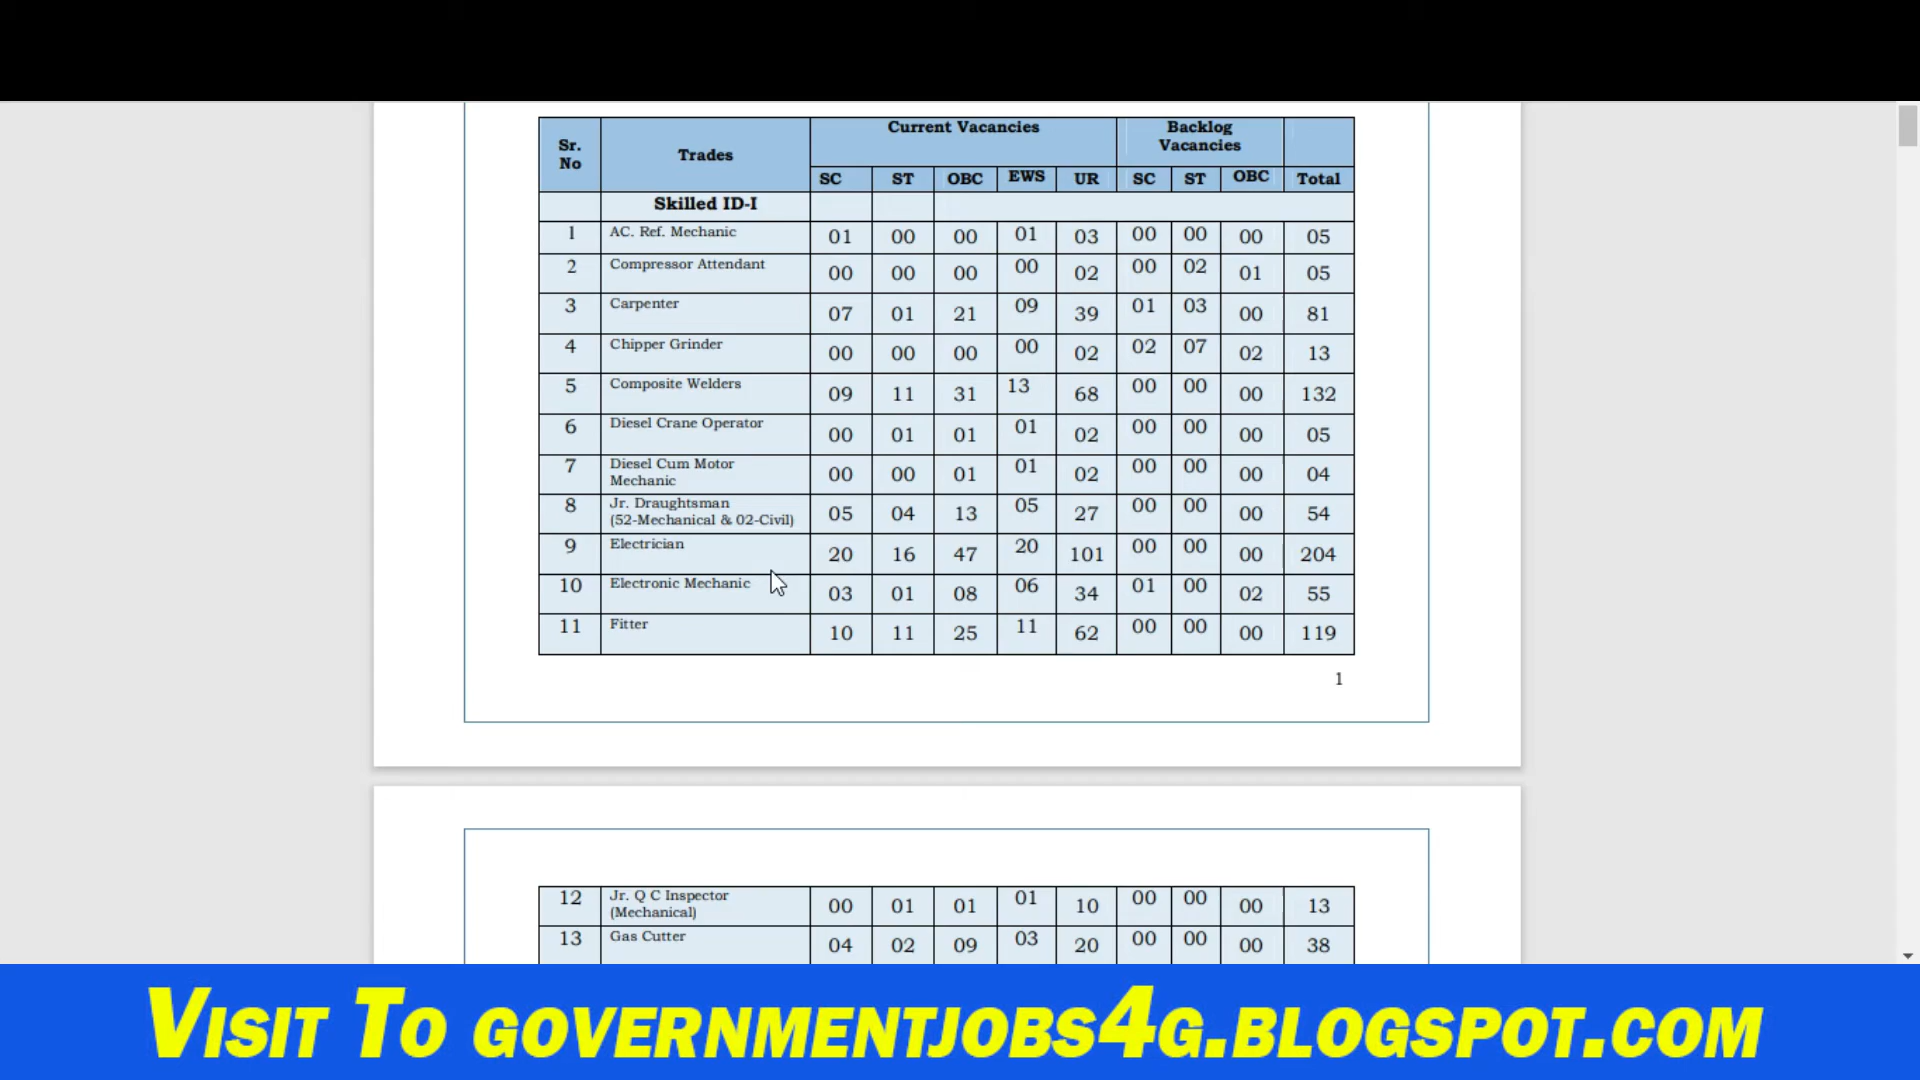 Sr. No Trades Current Vacancies Backlog Vacancies
SC ST OBC EWS UR SC ST OBC Total
Skilled ID-I
1 AC. Ref. Mechanic 01 00 00 01 03 00 00 00 05
2 Compressor Attendant 00 00 00 00 02 00 02 01 05
3 Carpenter 07 01 21 09 39 01 03 00 81
4 Chipper Grinder 00 00 00 00 02 02 07 02 13
5 Composite Welders 09 11 31 13 68 00 00 00 132
6 Diesel Crane Operator 00 01 01 01 02 00 00 00 05
7 Diesel Cum Motor Mechanic 00 00 01 01 02 00 00 00 04
8 Jr. Draughtsman (52-Mechanical & 02-Civil) 05 04 13 05 27 00 00 00 54
9 Electrician 20 16 47 20 101 00 00 00 204
10 Electronic Mechanic 03 01 08 06 34 01 00 02 55
11 Fitter 10 11 25 11 62 00 00 00 119
1
12 Jr. Q C Inspector (Mechanical) 00 01 01 01 10 00 00 00 13
13 Gas Cutter 04 02 09 03 20 00 00 00 38
VISIT TO GOVERNMENTJOBS4G.BLOGSPOT.COM